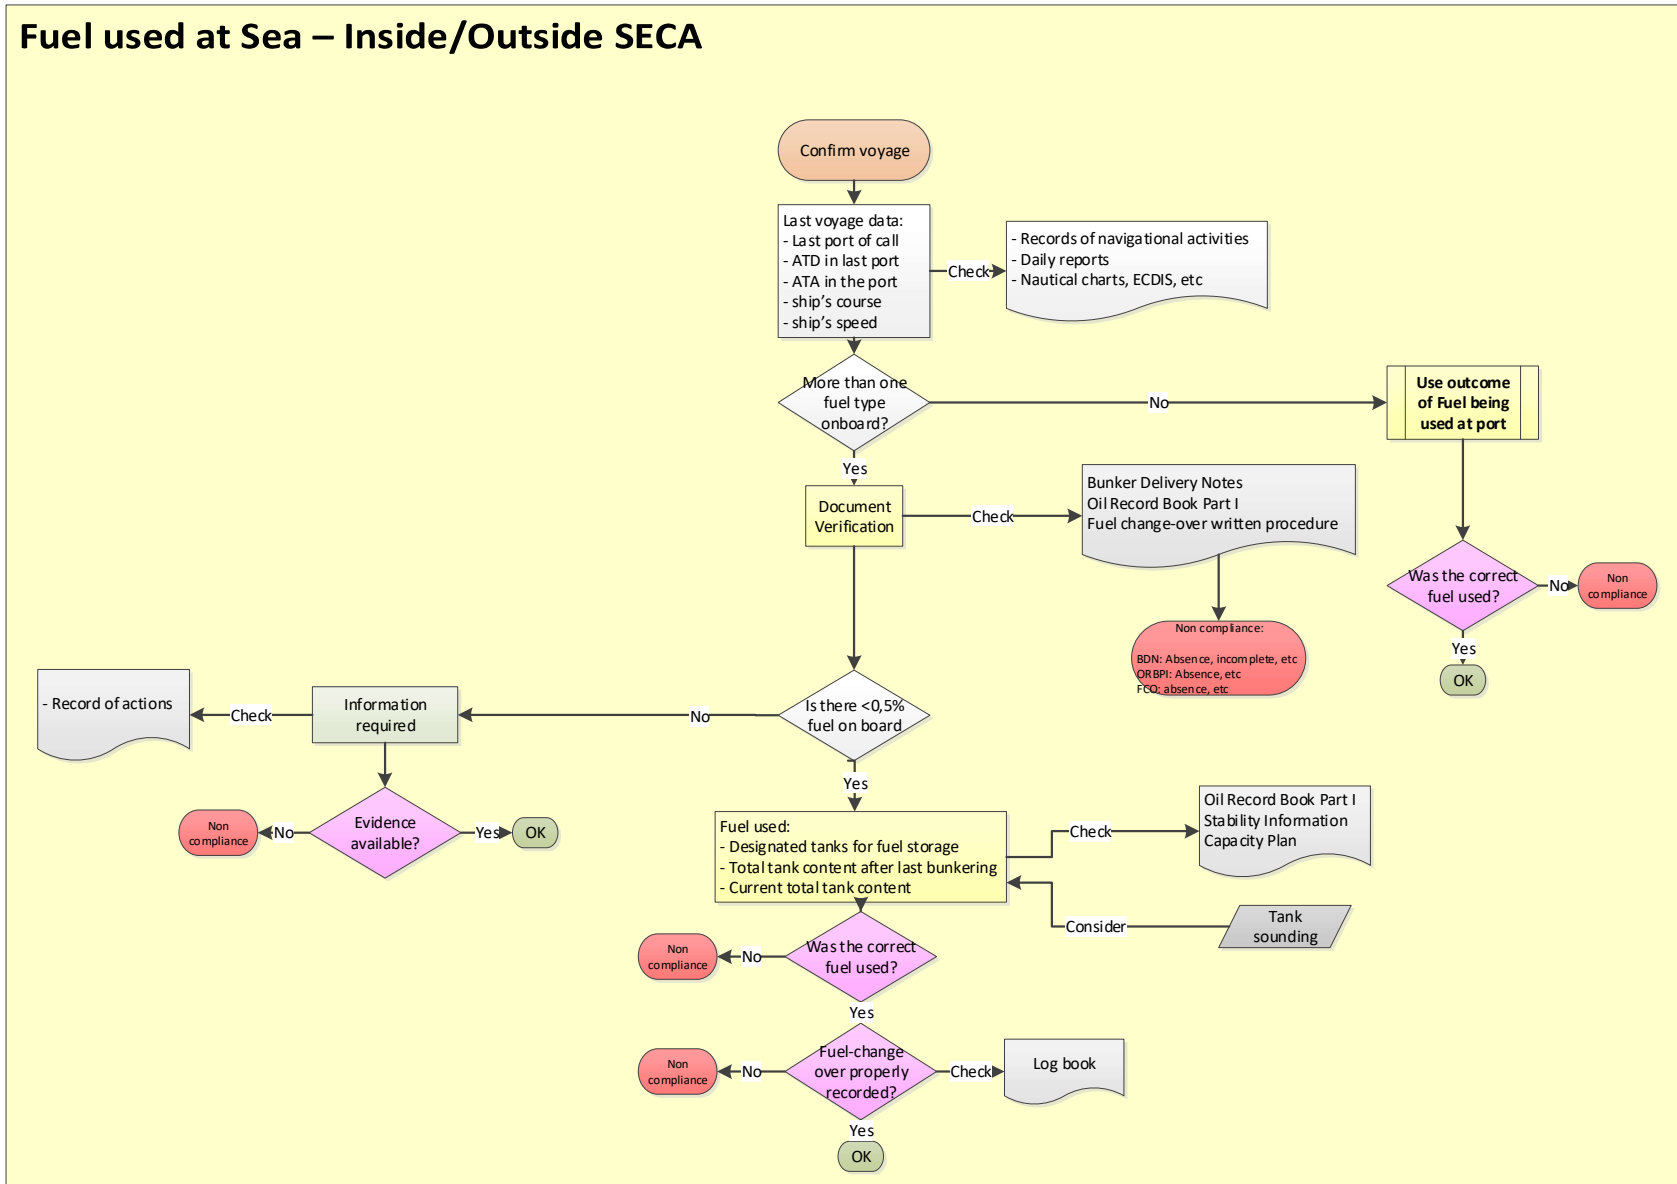 Fuel used at Sea – Inside/Outside SECA
Confirm voyage
Last voyage data:
- Last port of call
- ATD in last port
- ATA in the port
- ship's course
- ship's speed
Check
- Records of navigational activities
- Daily reports
- Nautical charts, ECDIS, etc
More than one
fuel type
onboard?
No
Use outcome
of Fuel being
used at port
Yes
Document
Verification
Check
Bunker Delivery Notes
Oil Record Book Part I
Fuel change-over written procedure
Was the correct
fuel used?
No
Non
compliance
Yes
OK
Non compliance:
BDN: Absence, incomplete, etc
ORBPI: Absence, etc
FCO: absence, etc
Is there <0,5%
fuel on board
No
Information
required
Check
- Record of actions
Evidence
available?
No
Non
compliance
Yes
OK
Yes
Fuel used:
- Designated tanks for fuel storage
- Total tank content after last bunkering
- Current total tank content
Check
Oil Record Book Part I
Stability Information
Capacity Plan
Consider
Tank
sounding
Was the correct
fuel used?
No
Non
compliance
Yes
Fuel-change
over properly
recorded?
No
Non
compliance
Check
Log book
Yes
OK